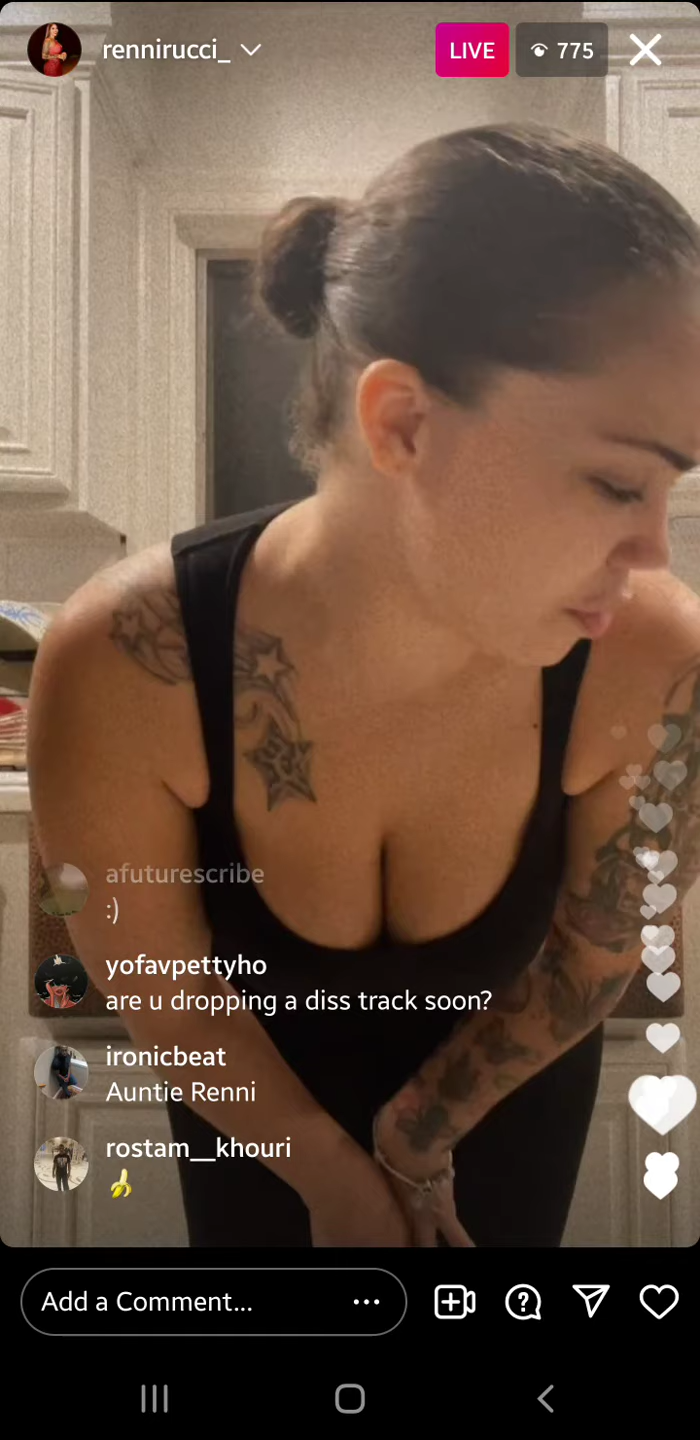 rennirucci_
LIVE
775
afuturescribe
:)
yofavpettyho
are u dropping a diss track soon?
ironicbeat
Auntie Renni
rostam__khouri
🍌
Add a Comment...